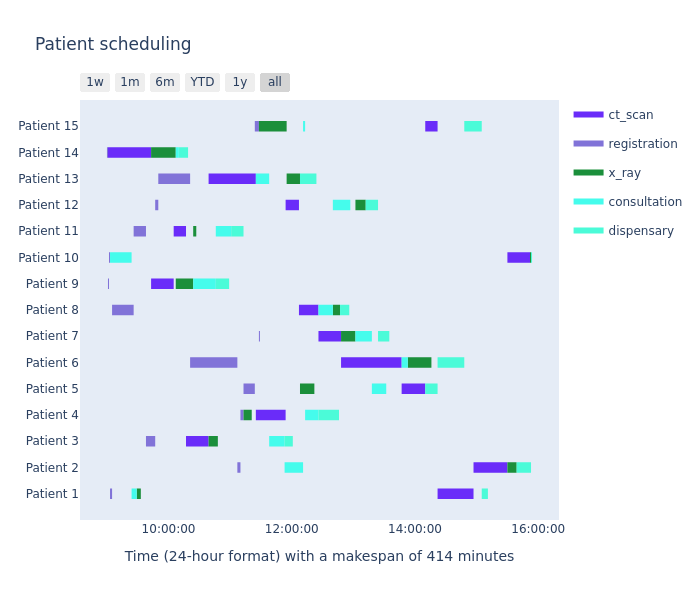 Patient scheduling
1w 1m 6m YTD 1y all
Patient 15
Patient 14
Patient 13
Patient 12
Patient 11
Patient 10
Patient 9
Patient 8
Patient 7
Patient 6
Patient 5
Patient 4
Patient 3
Patient 2
Patient 1
ct_scan
registration
x_ray
consultation
dispensary
10:00:00 12:00:00 14:00:00 16:00:00
Time (24-hour format) with a makespan of 414 minutes